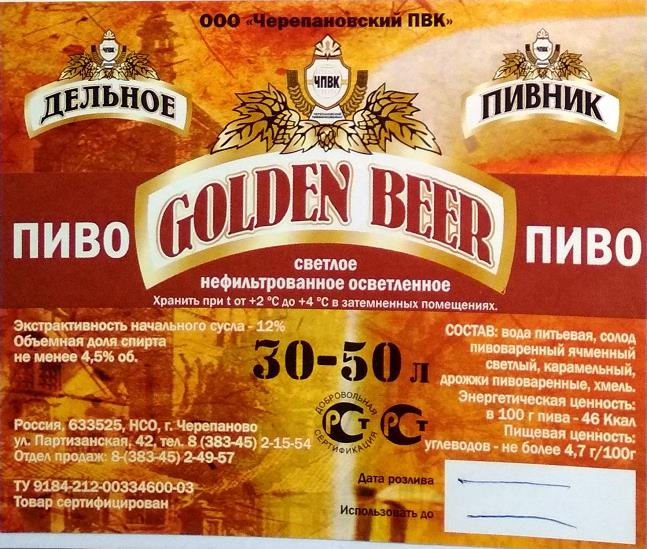 ООО «Черепановский ПВК»
ДЕЛЬНОЕ
ЧПВК
ПИВНИК
GOLDEN BEER
ПИВО
ПИВО
светлое
нефильтрованное осветленное
Хранить при t от +2 °C до +4 °C в затемненных помещениях.
Экстрактивность начального сусла - 12%
Объемная доля спирта
не менее 4,5% об.
30-50 л
СОСТАВ: вода питьевая, солод
пивоваренный ячменный
светлый, карамельный,
дрожжи пивоваренные, хмель.
Энергетическая ценность:
в 100 г пива - 46 Ккал
Пищевая ценность:
углеводов - не более 4,7 г/100г
ДОБРОВОЛЬНАЯ
СЕРТИФИКАЦИЯ
РСТ
РСТ
Россия, 633525, НСО, г. Черепаново
ул. Партизанская, 42, тел. 8 (383-45) 2-15-54
Отдел продаж: 8-(383-45) 2-49-57
ТУ 9184-212-00334600-03
Товар сертифицирован
Дата розлива
Использовать до